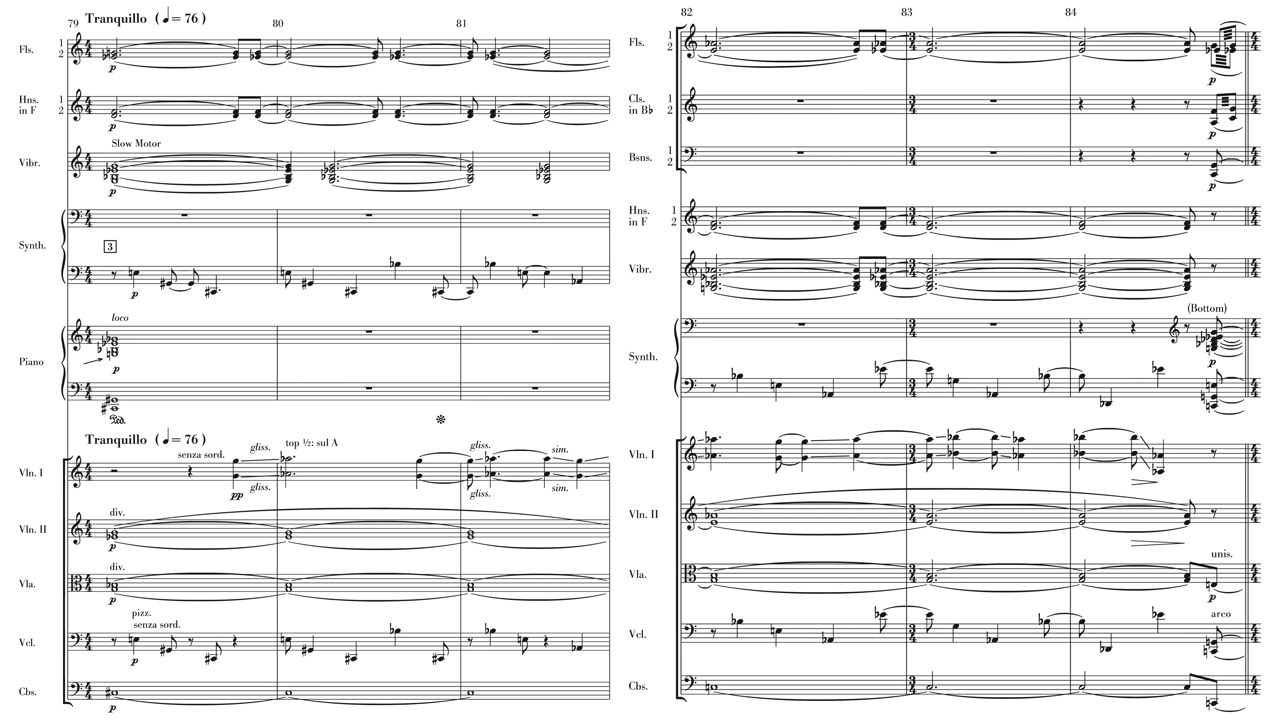 79 Tranquillo ( ♩= 76 ) 80 81
Fls. 1 2
p
Hns. in F 1 2
p
Slow Motor
Vibr.
p
Synth.
3
p
loco
Piano
p
Ped.
Tranquillo ( ♩= 76 )
senza sord. gliss. top ½: sul A gliss. sim.
Vln. I
pp gliss. gliss. sim.
div.
Vln. II
p
div.
Vla.
p
pizz.
senza sord.
Vcl.
p
Cbs.
p
82 83 84
Fls. 1 2
p
Cls. in B♭ 1 2
p
Bsns. 1 2
p
Hns. in F 1 2
Vibr.
(Bottom)
Synth.
p
Vln. I
Vln. II
unis.
Vla.
p
arco
Vcl.
Cbs.